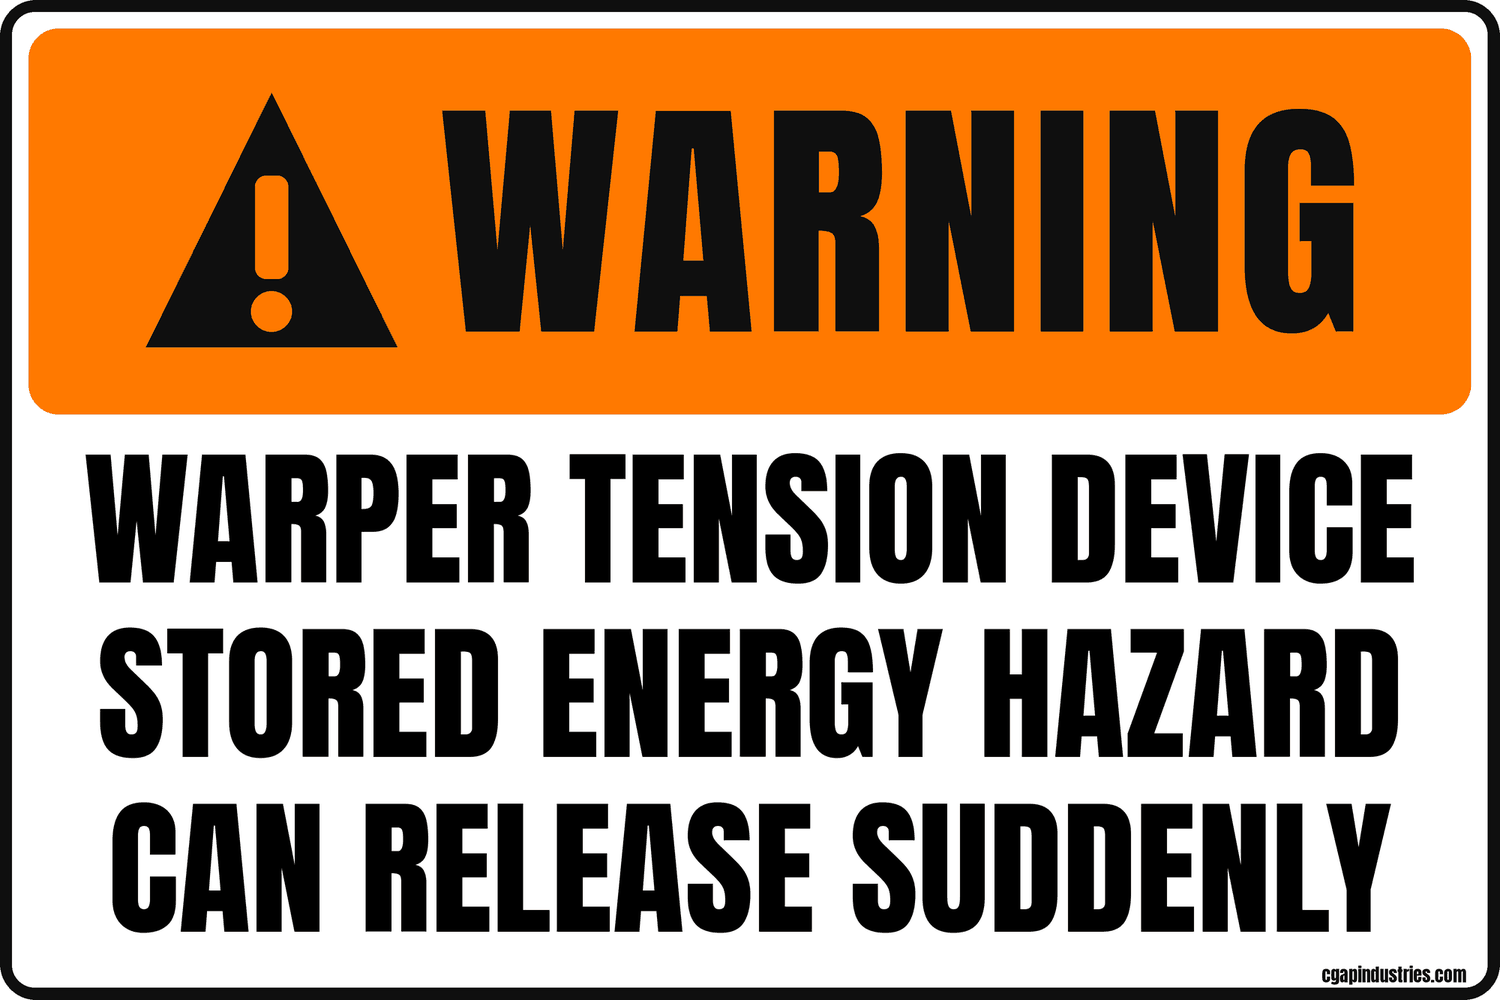 WARNING
WARPER TENSION DEVICE
STORED ENERGY HAZARD
CAN RELEASE SUDDENLY
cgapindustries.com